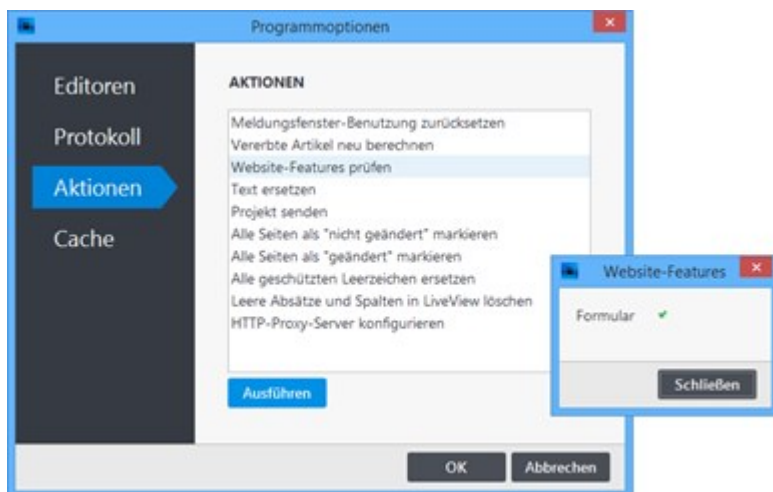 Programmoptionen
Editoren
Protokoll
Aktionen
Cache
AKTIONEN
Meldungsfenster-Benutzung zurücksetzen
Vererbte Artikel neu berechnen
Website-Features prüfen
Text ersetzen
Projekt senden
Alle Seiten als "nicht geändert" markieren
Alle Seiten als "geändert" markieren
Alle geschützten Leerzeichen ersetzen
Leere Absätze und Spalten in LiveView löschen
HTTP-Proxy-Server konfigurieren
Ausführen
OK
Abbrechen
Website-Features
Formular
Schließen